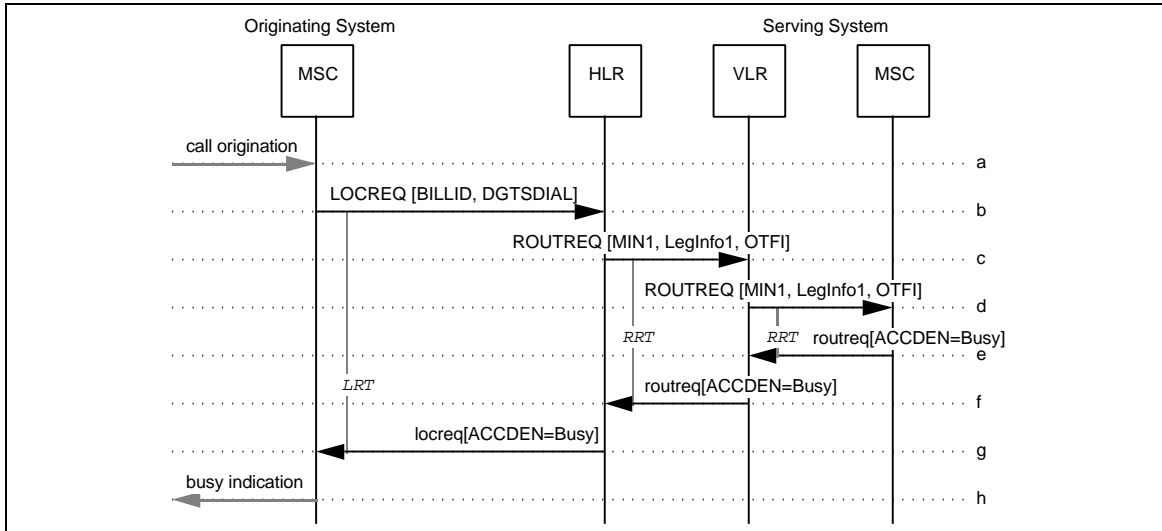 Originating System
Serving System
MSC
HLR
VLR
MSC
call origination
a
LOCREQ [BILLID, DGTSDIAL]
b
ROUTREQ [MIN1, LegInfo1, OTFI]
c
ROUTREQ [MIN1, LegInfo1, OTFI]
d
RRT
RRT
routreq[ACCDEN=Busy]
e
LRT
routreq[ACCDEN=Busy]
f
locreq[ACCDEN=Busy]
g
busy indication
h